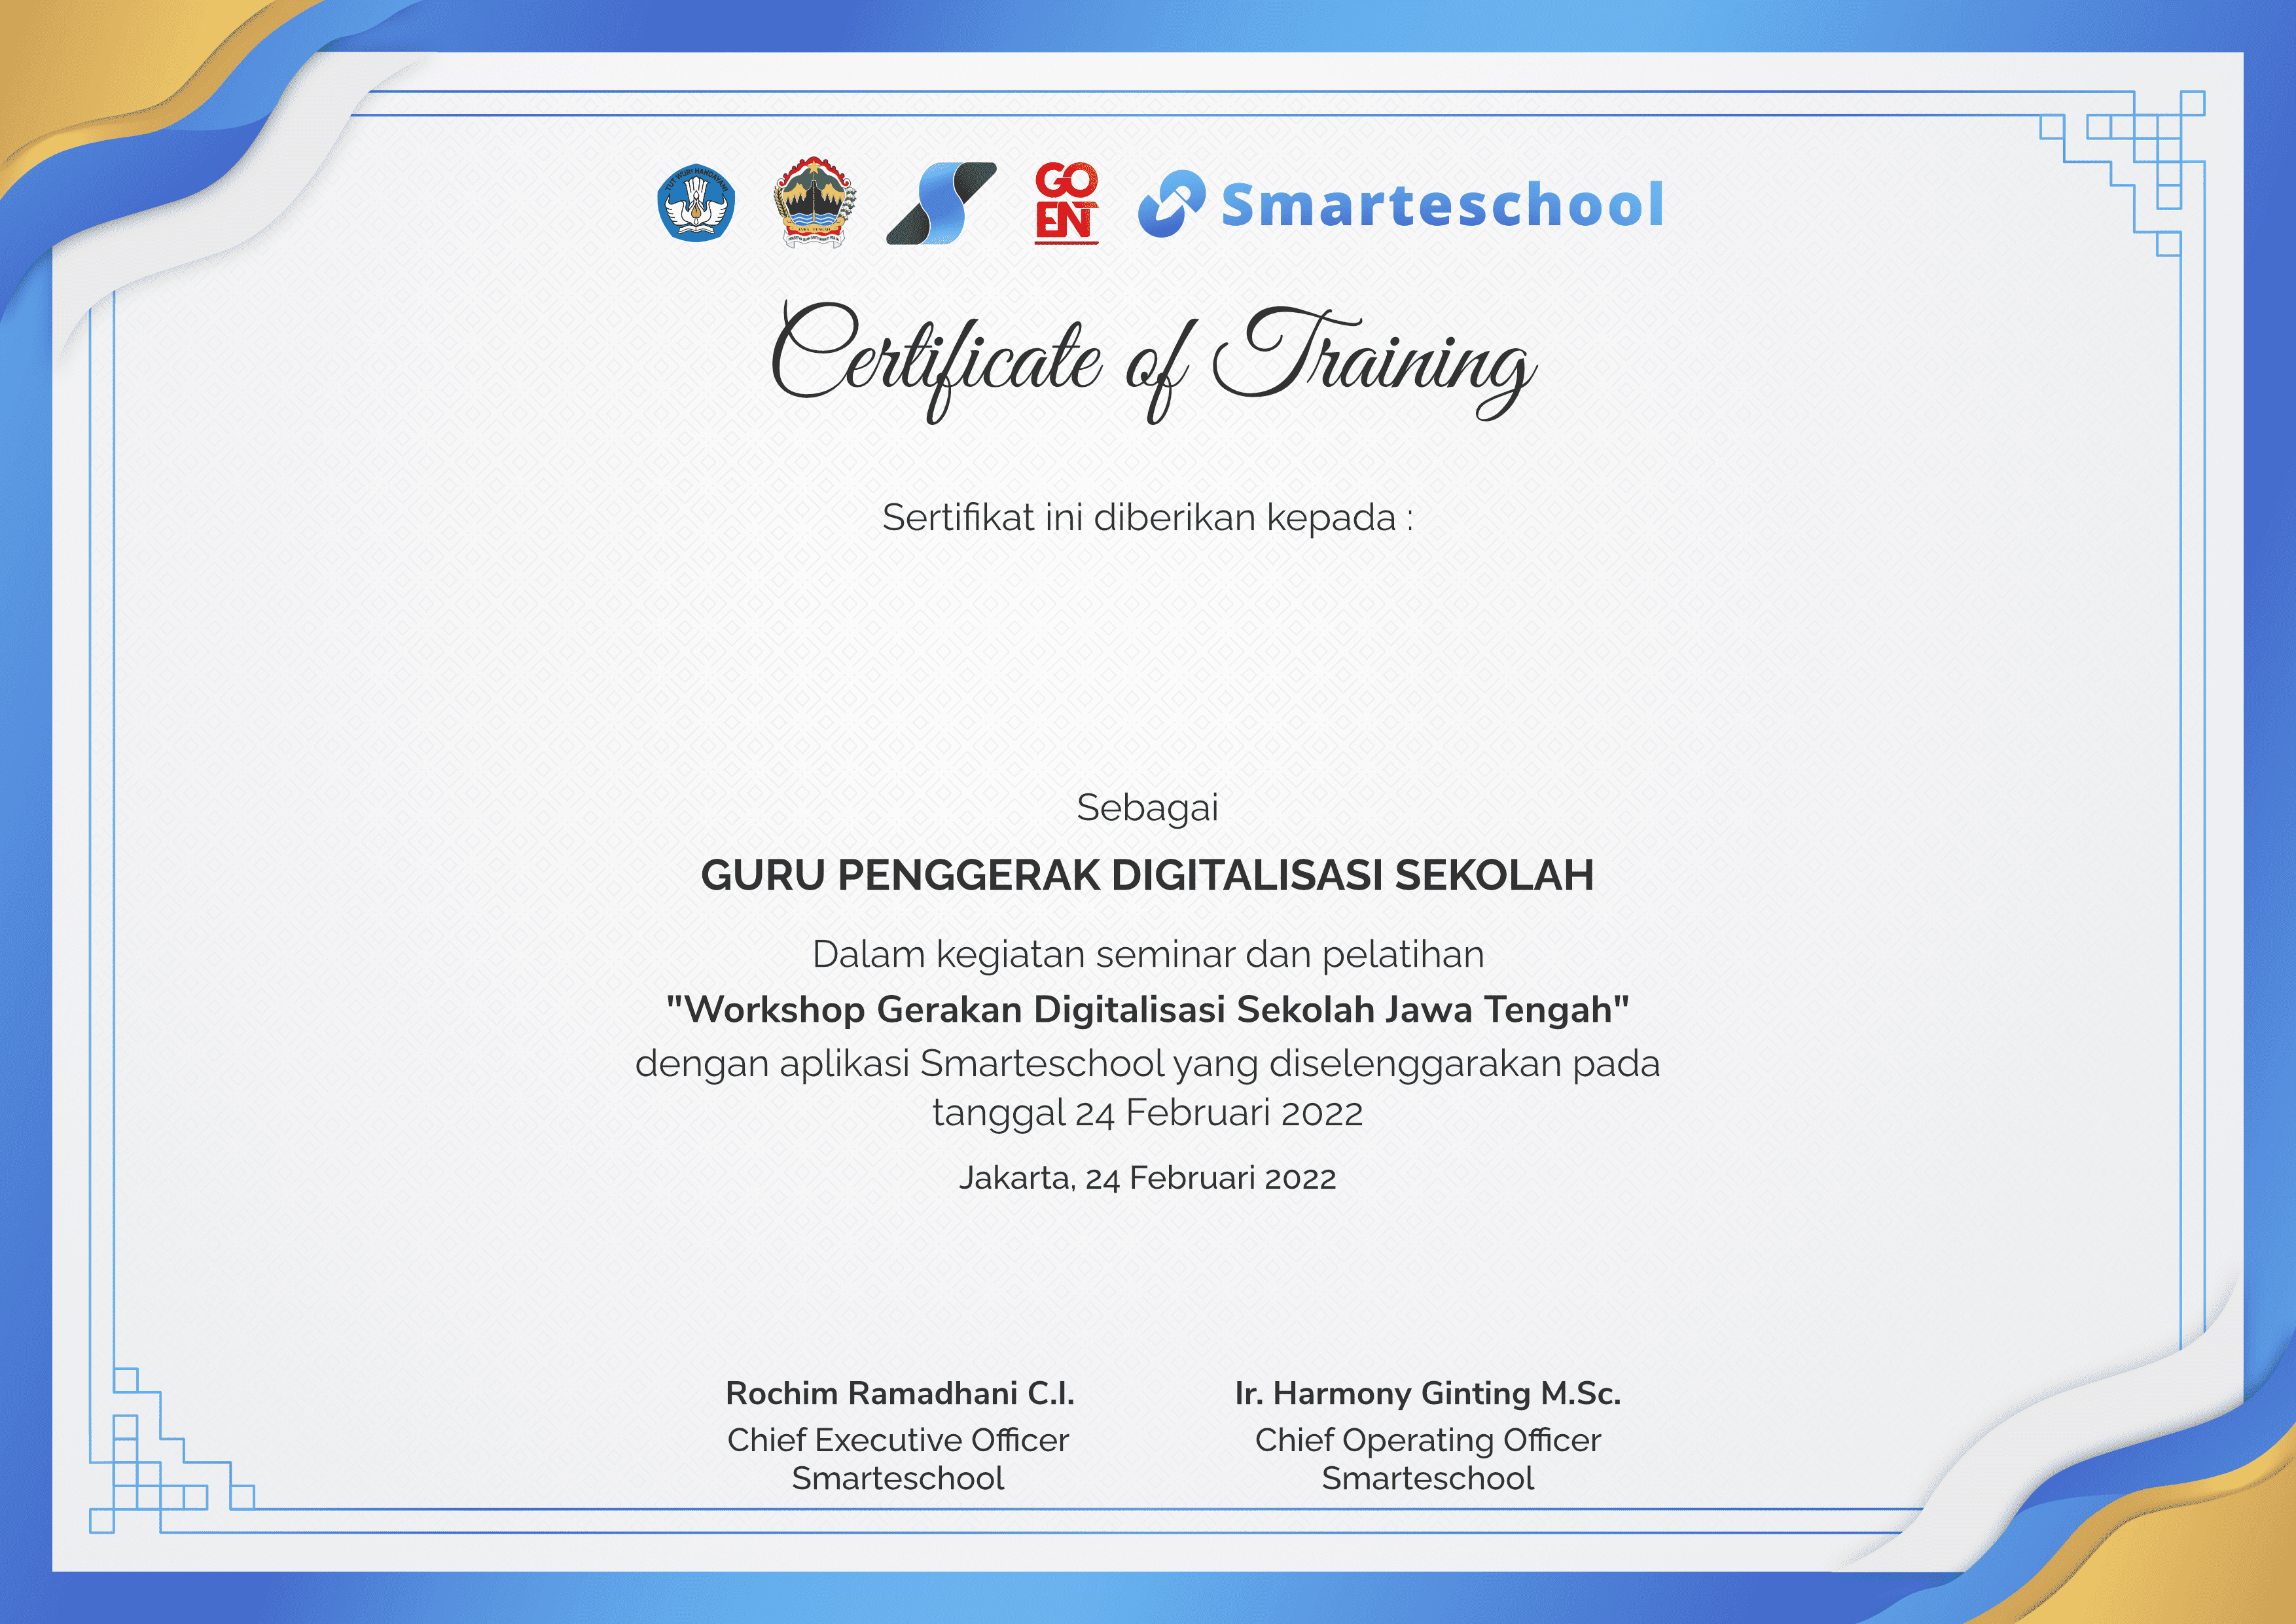 TUT WURI HANDAYANI
JAWA TENGAH
GO
ENT
Smarteschool
Certificate of Training
Sertifikat ini diberikan kepada :
Sebagai
GURU PENGGERAK DIGITALISASI SEKOLAH
Dalam kegiatan seminar dan pelatihan
"Workshop Gerakan Digitalisasi Sekolah Jawa Tengah"
dengan aplikasi Smarteschool yang diselenggarakan pada
tanggal 24 Februari 2022
Jakarta, 24 Februari 2022
Rochim Ramadhani C.I.
Chief Executive Officer
Smarteschool
Ir. Harmony Ginting M.Sc.
Chief Operating Officer
Smarteschool